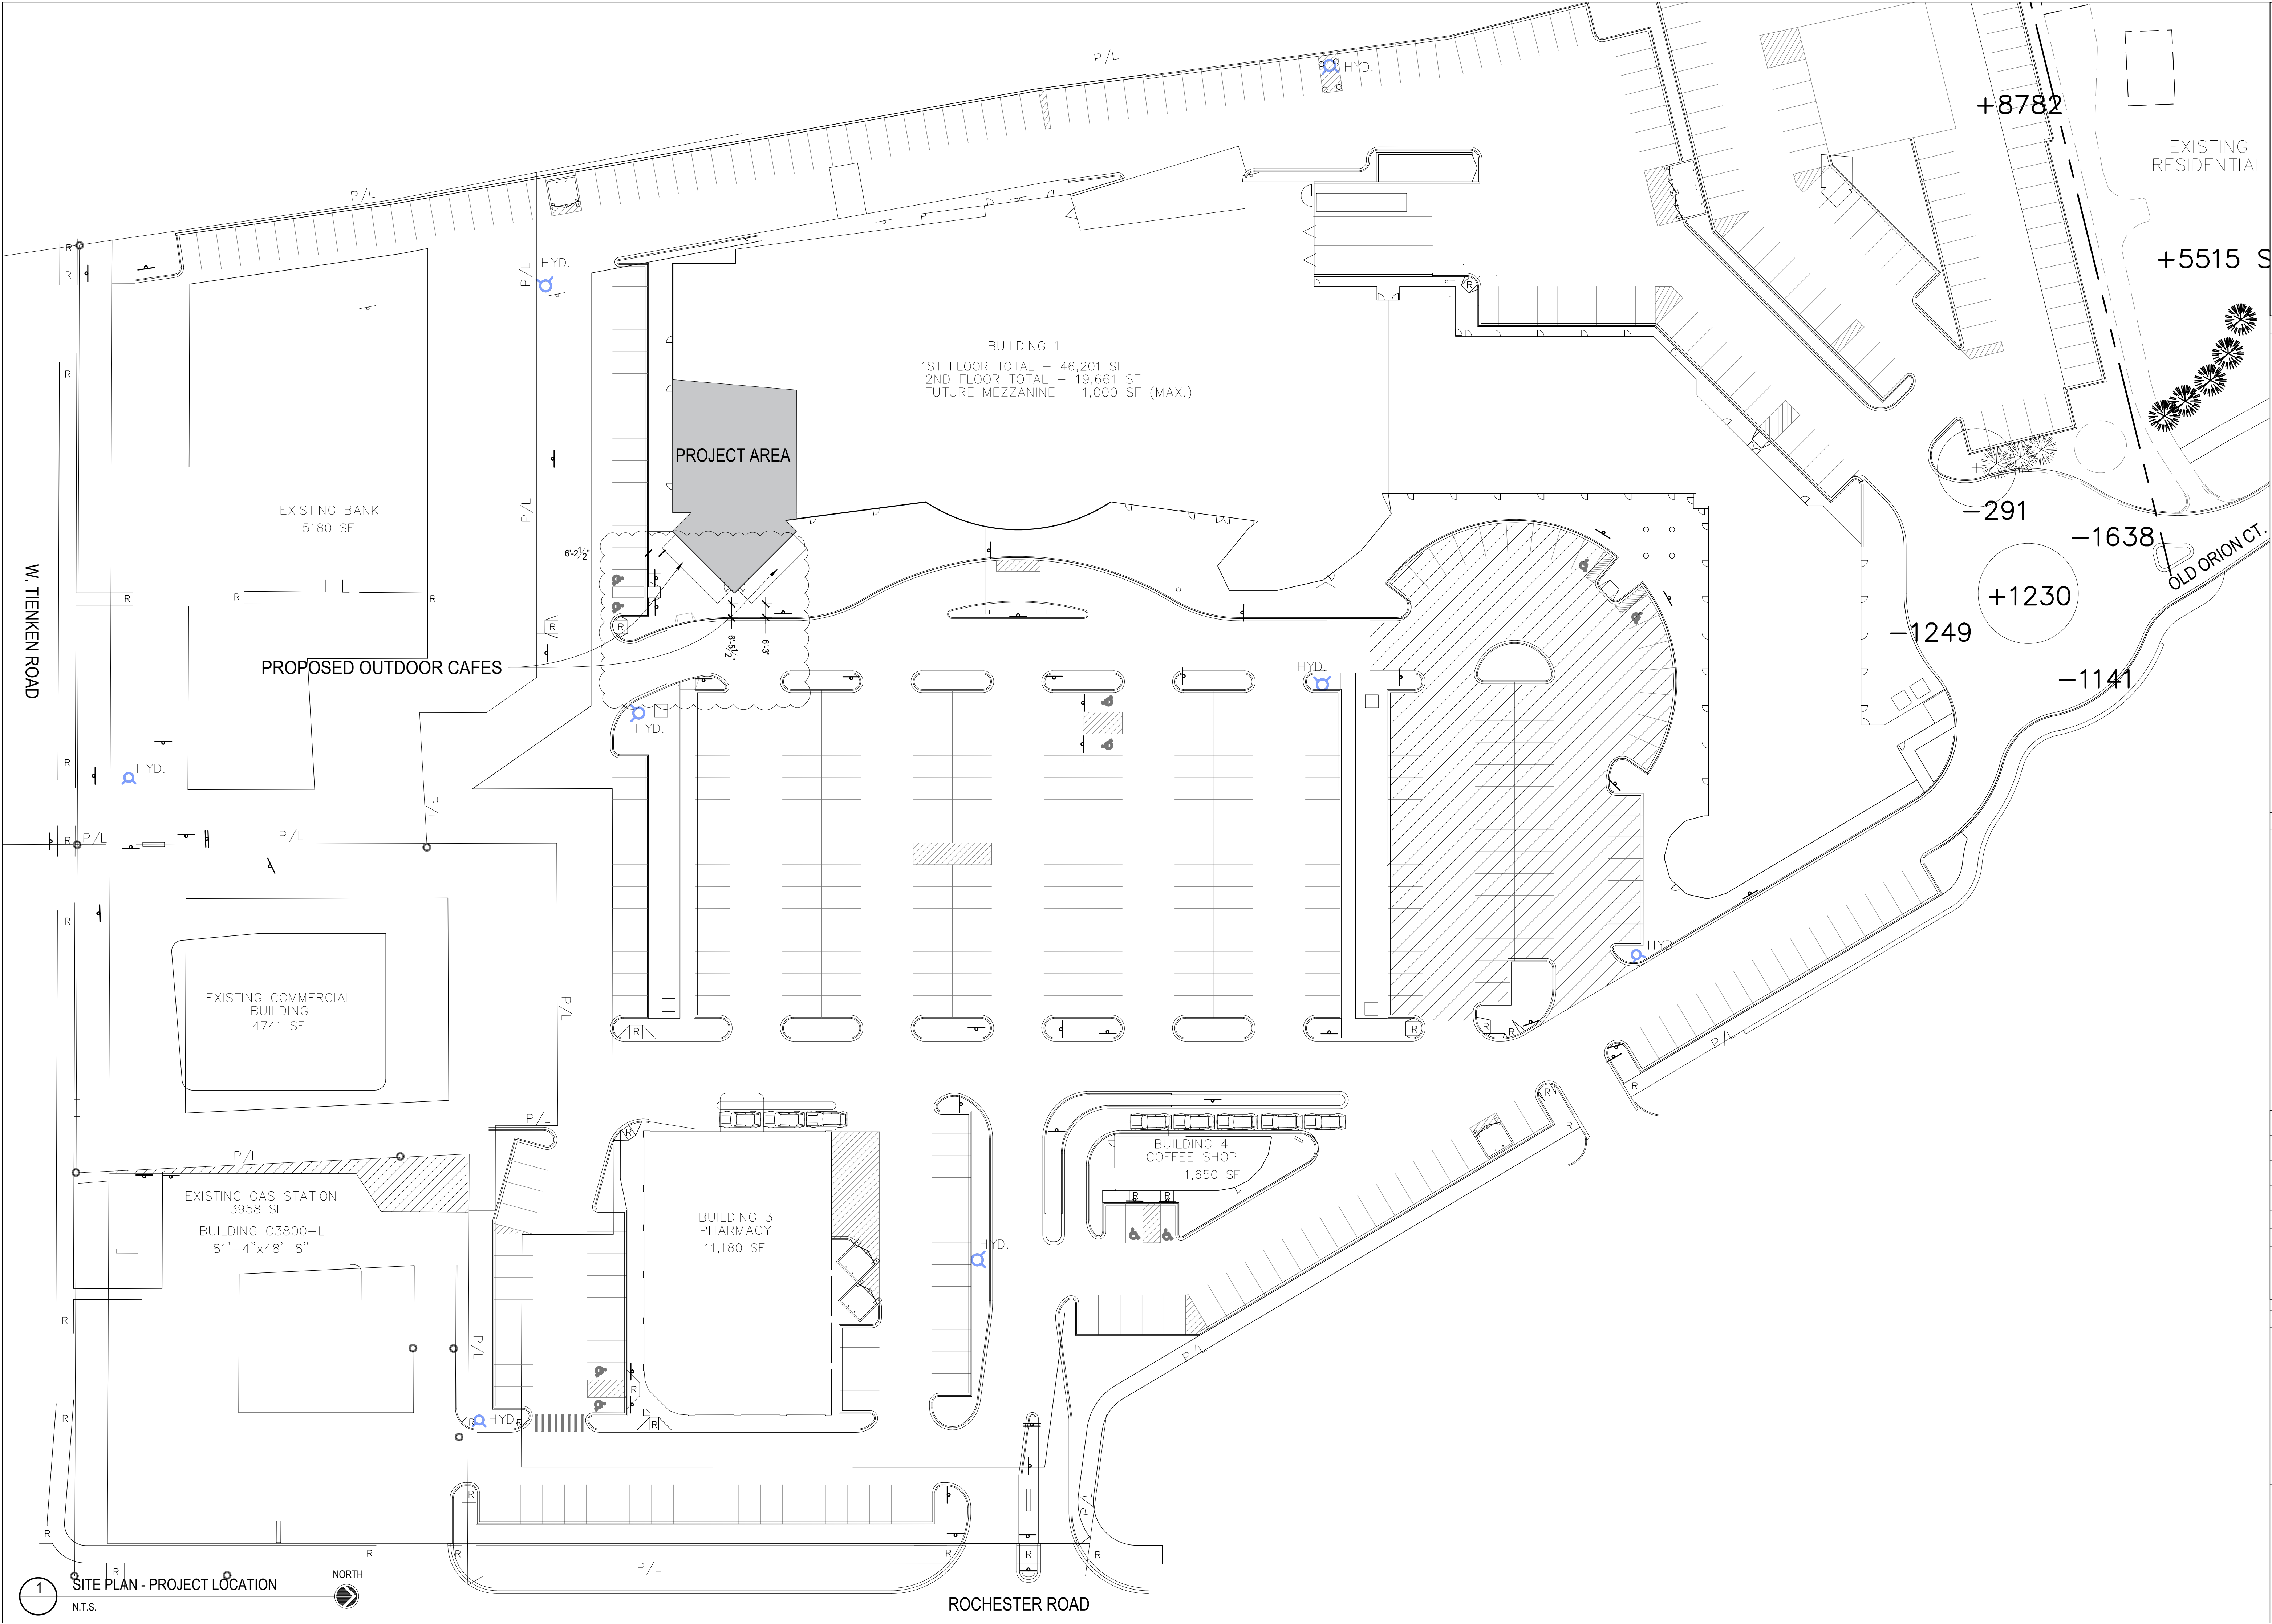 P/L
HYD.
+8782
EXISTING
RESIDENTIAL
P/L
R
R
HYD.
P/L
+5515 S
R
BUILDING 1
1ST FLOOR TOTAL – 46,201 SF
2ND FLOOR TOTAL – 19,661 SF
FUTURE MEZZANINE – 1,000 SF (MAX.)
R
PROJECT AREA
EXISTING BANK
5180 SF
P/L
-291
-1638
6'-2½"
OLD ORION CT.
W. TIENKEN ROAD
R
R
R
R
R
+1230
-1249
6'-5½"
6'-3"
PROPOSED OUTDOOR CAFES
HYD.
-1141
HYD.
R
HYD.
P/L
R
P/L
P/L
R
HYD.
EXISTING COMMERCIAL
BUILDING
4741 SF
P/L
R
R
R
R
P/L
R
R
P/L
R
R
BUILDING 4
COFFEE SHOP
1,650 SF
P/L
R
R
EXISTING GAS STATION
3958 SF
BUILDING C3800-L
81'-4"x48'-8"
BUILDING 3
PHARMACY
11,180 SF
HYD.
R
P/L
P/L
R
R
R
HYD.
R
R
R
P/L
R
R
R
R
R
R
R
P/L
1
SITE PLAN - PROJECT LOCATION
N.T.S.
NORTH
ROCHESTER ROAD